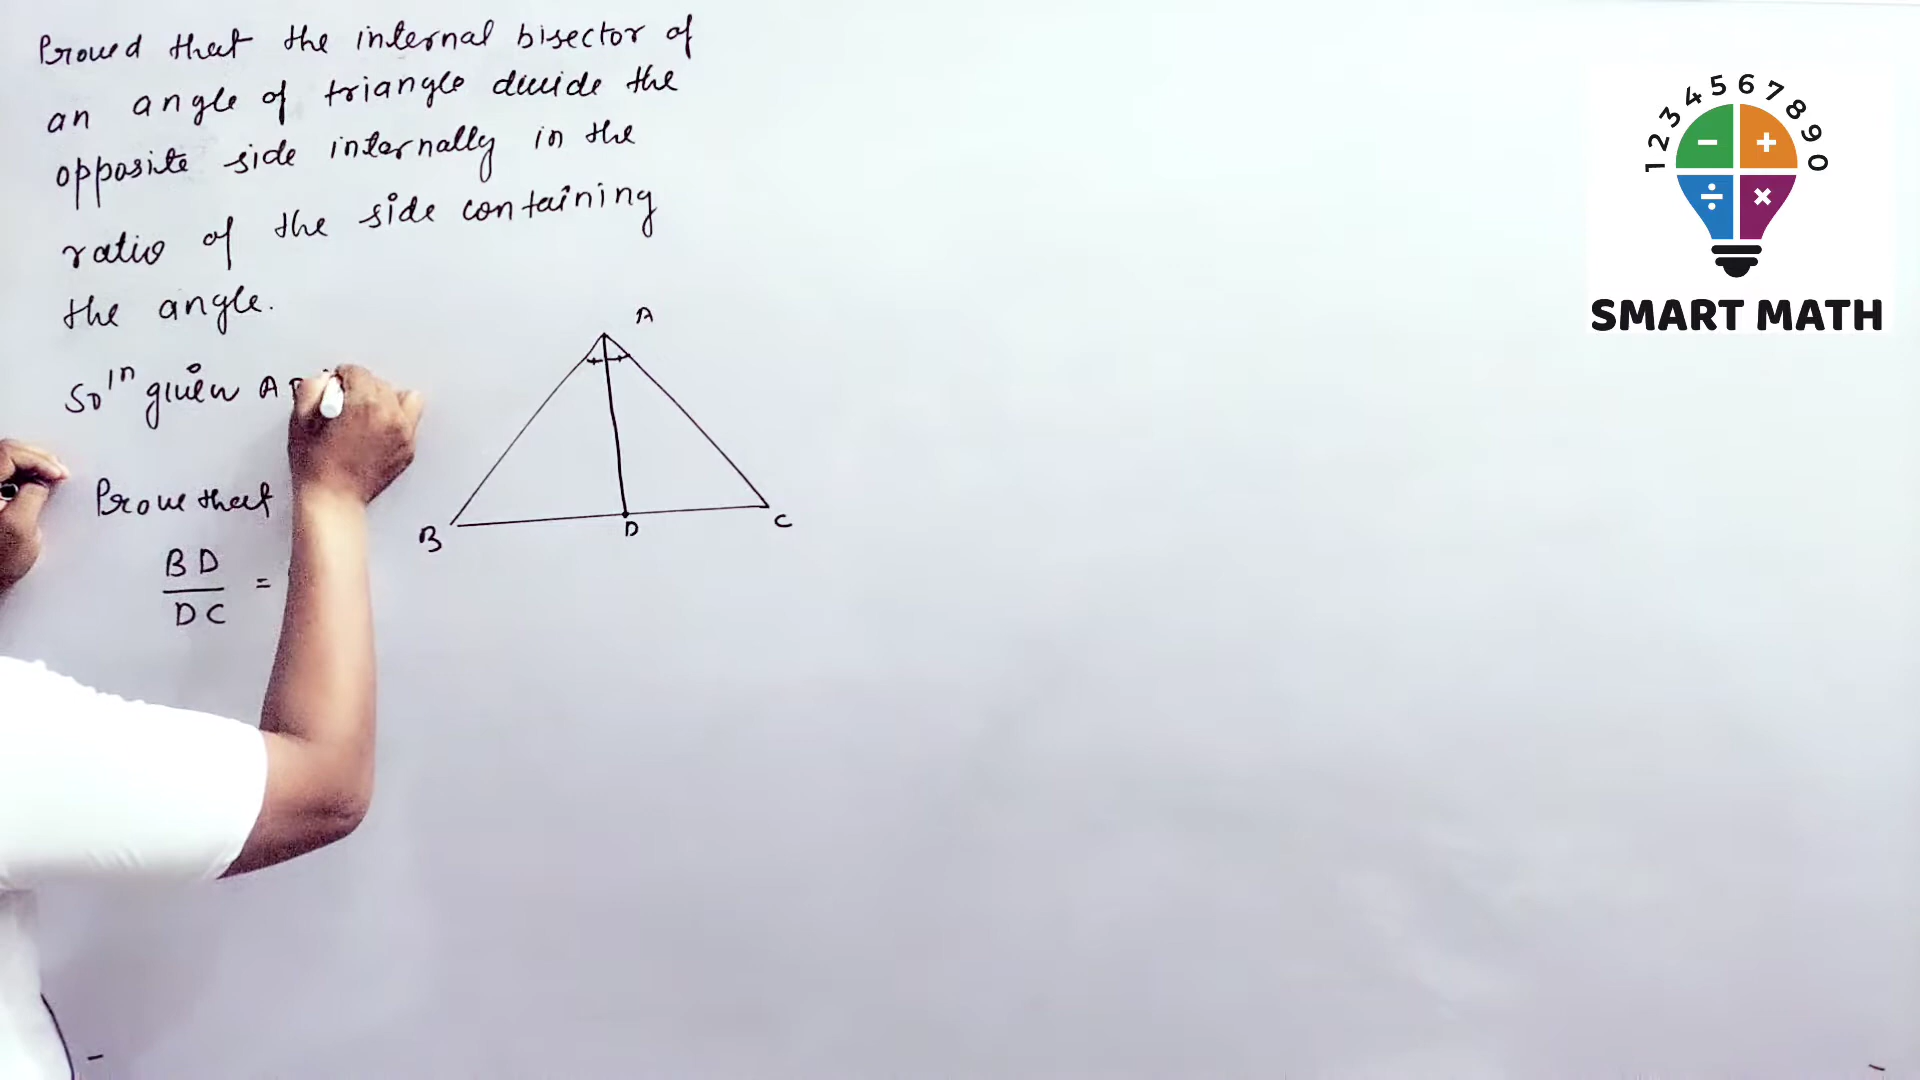 Proved that the internal bisector of
an angle of triangle divide the
opposite side internally in the
ratio of the side containing
the angle.
Soln given A
Prove that
BD
DC
=
A
B
D
C
1234567890
− +
÷ ×
SMART MATH